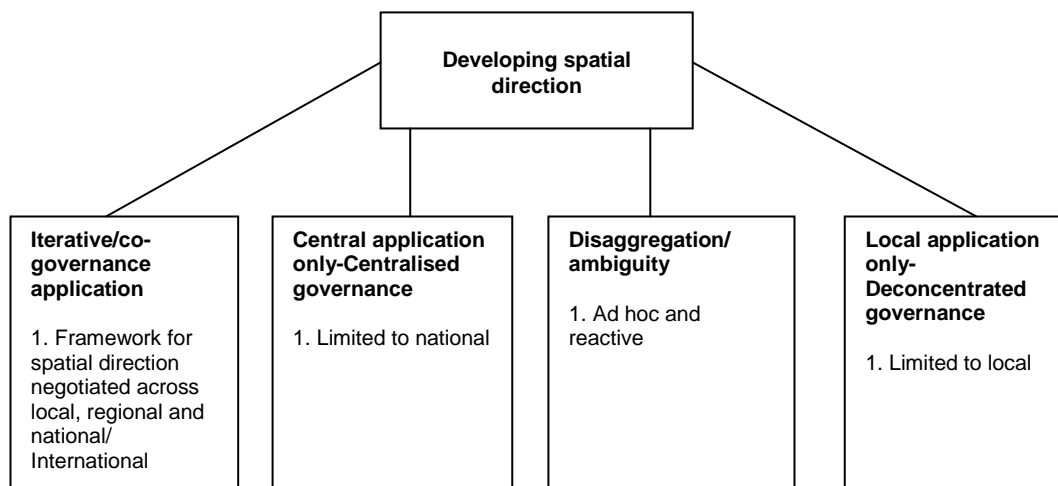 Developing spatial
direction
Iterative/co-
governance
application
1. Framework for
spatial direction
negotiated across
local, regional and
national/
International
Central application
only-Centralised
governance
1. Limited to national
Disaggregation/
ambiguity
1. Ad hoc and
reactive
Local application
only-
Deconcentrated
governance
1. Limited to local